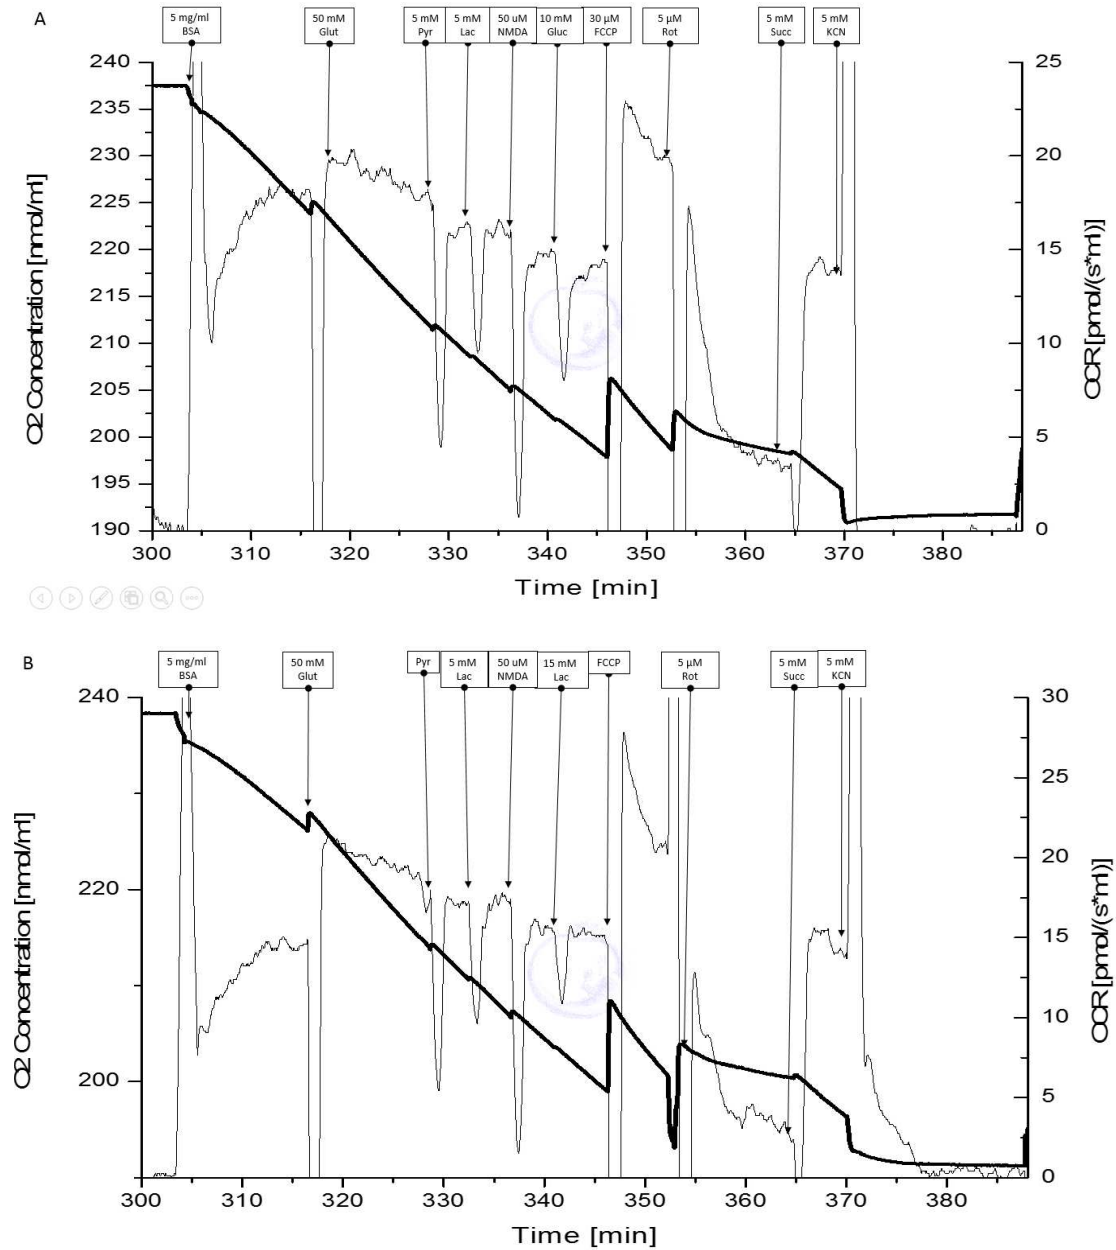 A
5 mg/ml
BSA
50 mM
Glut
5 mM
Pyr
5 mM
Lac
50 uM
NMDA
10 mM
Gluc
30 µM
FCCP
5 µM
Rot
5 mM
Succ
5 mM
KCN
240
235
230
225
220
215
210
205
200
195
190
O2 Concentration [nmol/ml]
25
20
15
10
5
0
OCR [pmol/(s*ml)]
300 310 320 330 340 350 360 370 380
Time [min]
B
5 mg/ml
BSA
50 mM
Glut
Pyr
5 mM
Lac
50 uM
NMDA
15 mM
Lac
FCCP
5 µM
Rot
5 mM
Succ
5 mM
KCN
240
220
200
O2 Concentration [nmol/ml]
30
25
20
15
10
5
0
OCR [pmol/(s*ml)]
300 310 320 330 340 350 360 370 380
Time [min]